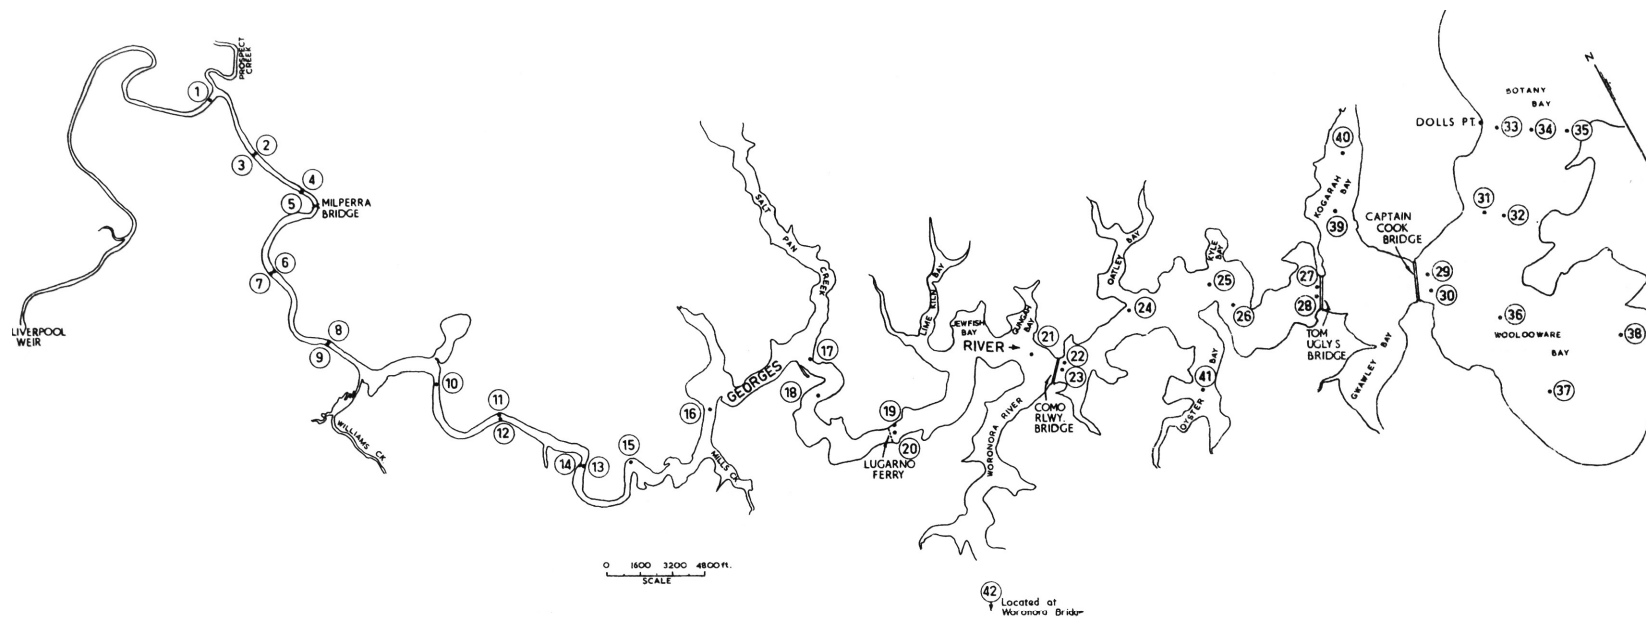 PROSPECT
CREEK
1
2
3
4
5
MILPERRA
BRIDGE
6
7
LIVERPOOL
WEIR
8
9
10
WILLIAMS CK
11
12
13
14
15
16
MILLS CK
SALT PAN CREEK
GEORGES
17
18
19
20
LUGARNO
FERRY
LIME KILN BAY
JEWFISH
BAY
RIVER
QUNGAH
BAY
21
22
23
COMO
RLWY
BRIDGE
WORONORA RIVER
OATLEY BAY
24
KYLE
BAY
25
26
OYSTER BAY
41
27
28
TOM
UGLYS
BRIDGE
KOGARAH
BAY
40
39
CAPTAIN
COOK
BRIDGE
GWAWLEY BAY
29
30
31
32
DOLLS PT.
BOTANY
BAY
33
34
35
N
36
WOOLOOWARE
BAY
37
38
0 1600 3200 4800 ft.
SCALE
42
Located at
Woronora Bridge